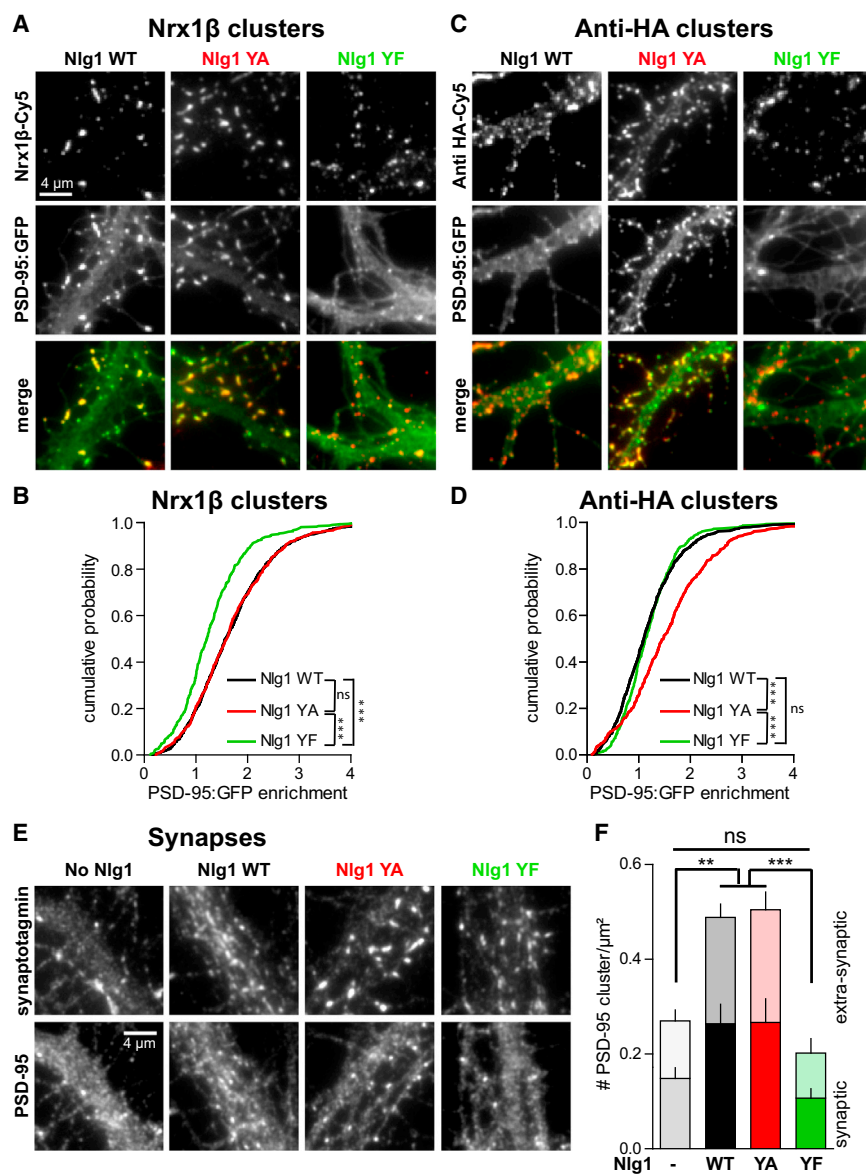 A
Nrx1β clusters
Nlg1 WT
Nlg1 YA
Nlg1 YF
Nrx1β-Cy5
4 µm
PSD-95:GFP
merge
B
Nrx1β clusters
cumulative probability
1.0
0.8
0.6
0.4
0.2
0.0
Nlg1 WT
Nlg1 YA
Nlg1 YF
ns
***
***
0 1 2 3 4
PSD-95:GFP enrichment
C
Anti-HA clusters
Nlg1 WT
Nlg1 YA
Nlg1 YF
Anti HA-Cy5
PSD-95:GFP
merge
D
Anti-HA clusters
cumulative probability
1.0
0.8
0.6
0.4
0.2
0.0
Nlg1 WT
Nlg1 YA
Nlg1 YF
***
***
ns
0 1 2 3 4
PSD-95:GFP enrichment
E
Synapses
No Nlg1
Nlg1 WT
Nlg1 YA
Nlg1 YF
synaptotagmin
PSD-95
4 µm
F
ns
**
***
# PSD-95 cluster/µm²
0.6
0.4
0.2
0.0
extra-synaptic
synaptic
Nlg1 - WT YA YF